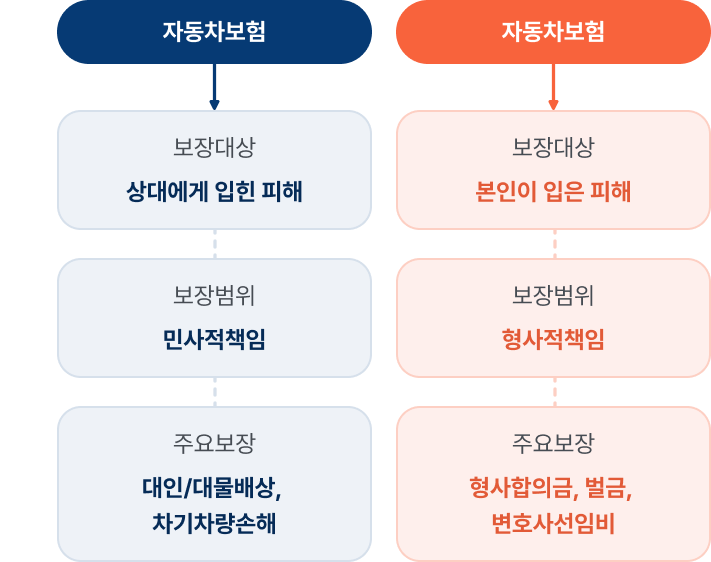 자동차보험
보장대상
상대에게 입힌 피해
보장범위
민사적책임
주요보장
대인/대물배상,
차기차량손해
자동차보험
보장대상
본인이 입은 피해
보장범위
형사적책임
주요보장
형사합의금, 벌금,
변호사선임비